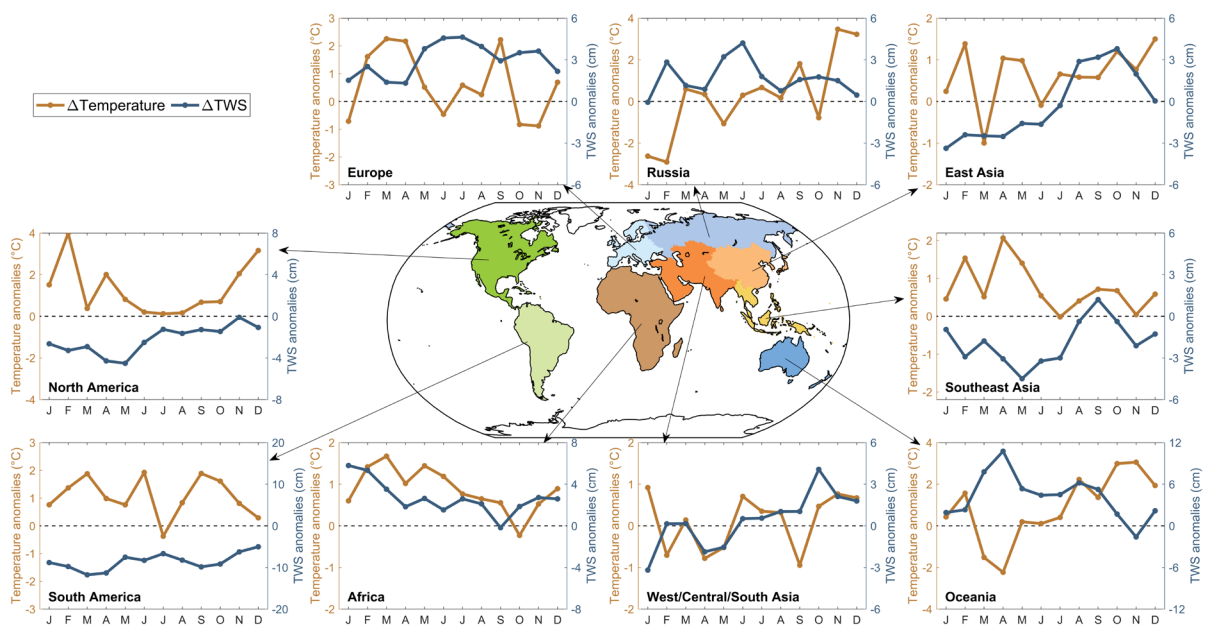 ΔTemperature ΔTWS
Temperature anomalies (°C)
3
2
1
0
-1
-2
-3
Europe
6
3
0
-3
-6
TWS anomalies (cm)
J F M A M J J A S O N D
Temperature anomalies (°C)
4
2
0
-2
-4
Russia
6
3
0
-3
-6
TWS anomalies (cm)
J F M A M J J A S O N D
Temperature anomalies (°C)
2
1
0
-1
-2
East Asia
6
3
0
-3
-6
TWS anomalies (cm)
J F M A M J J A S O N D
Temperature anomalies (°C)
4
2
0
-2
-4
North America
8
4
0
-4
-8
TWS anomalies (cm)
J F M A M J J A S O N D
Temperature anomalies (°C)
2
1
0
-1
-2
Southeast Asia
6
3
0
-3
-6
TWS anomalies (cm)
J F M A M J J A S O N D
Temperature anomalies (°C)
3
2
1
0
-1
-2
-3
South America
20
10
0
-10
-20
TWS anomalies (cm)
J F M A M J J A S O N D
Temperature anomalies (°C)
2
1
0
-1
-2
Africa
8
4
0
-4
-8
TWS anomalies (cm)
J F M A M J J A S O N D
Temperature anomalies (°C)
2
1
0
-1
-2
West/Central/South Asia
6
3
0
-3
-6
TWS anomalies (cm)
J F M A M J J A S O N D
Temperature anomalies (°C)
4
2
0
-2
-4
Oceania
12
6
0
-6
-12
TWS anomalies (cm)
J F M A M J J A S O N D